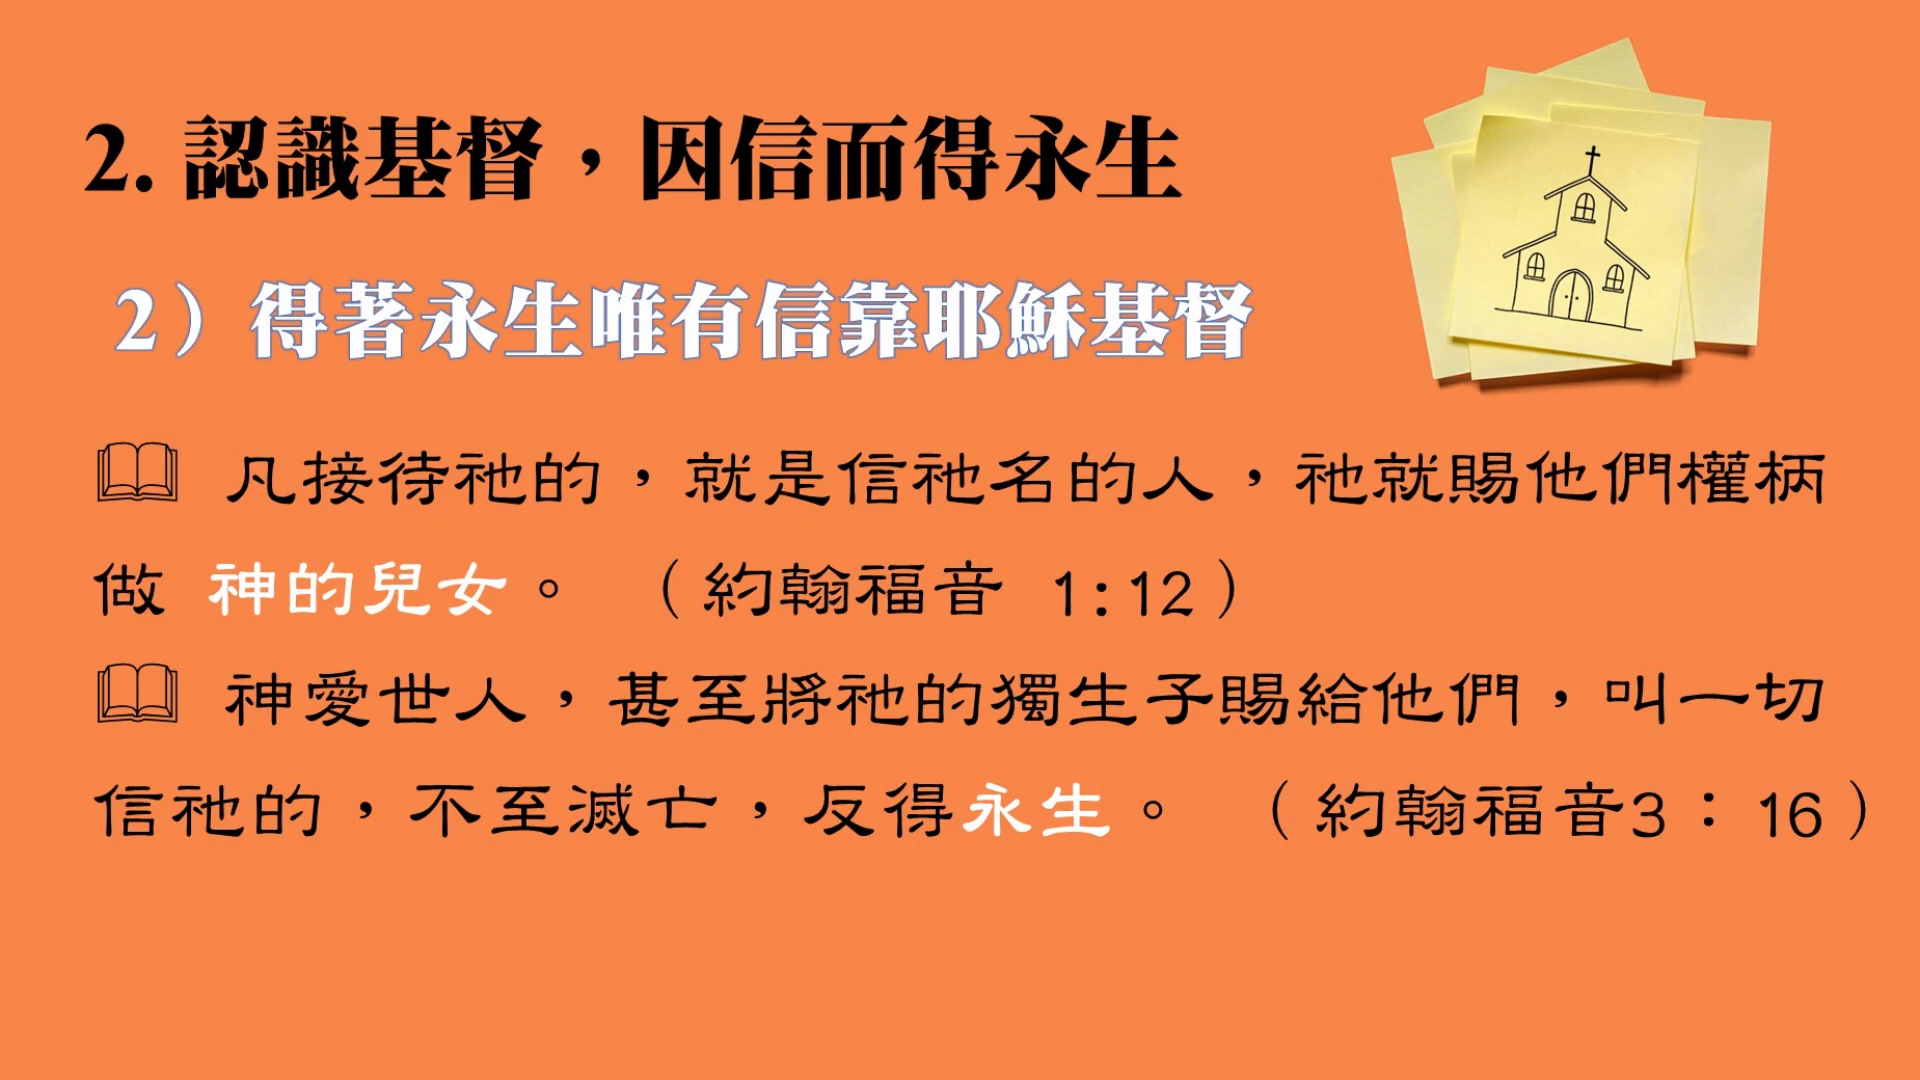 2. 認識基督，因信而得永生
2）得著永生唯有信靠耶穌基督
凡接待祂的，就是信祂名的人，祂就賜他們權柄
做 神的兒女。 （約翰福音 1:12）
神愛世人，甚至將祂的獨生子賜給他們，叫一切
信祂的，不至滅亡，反得永生。 （約翰福音3：16）